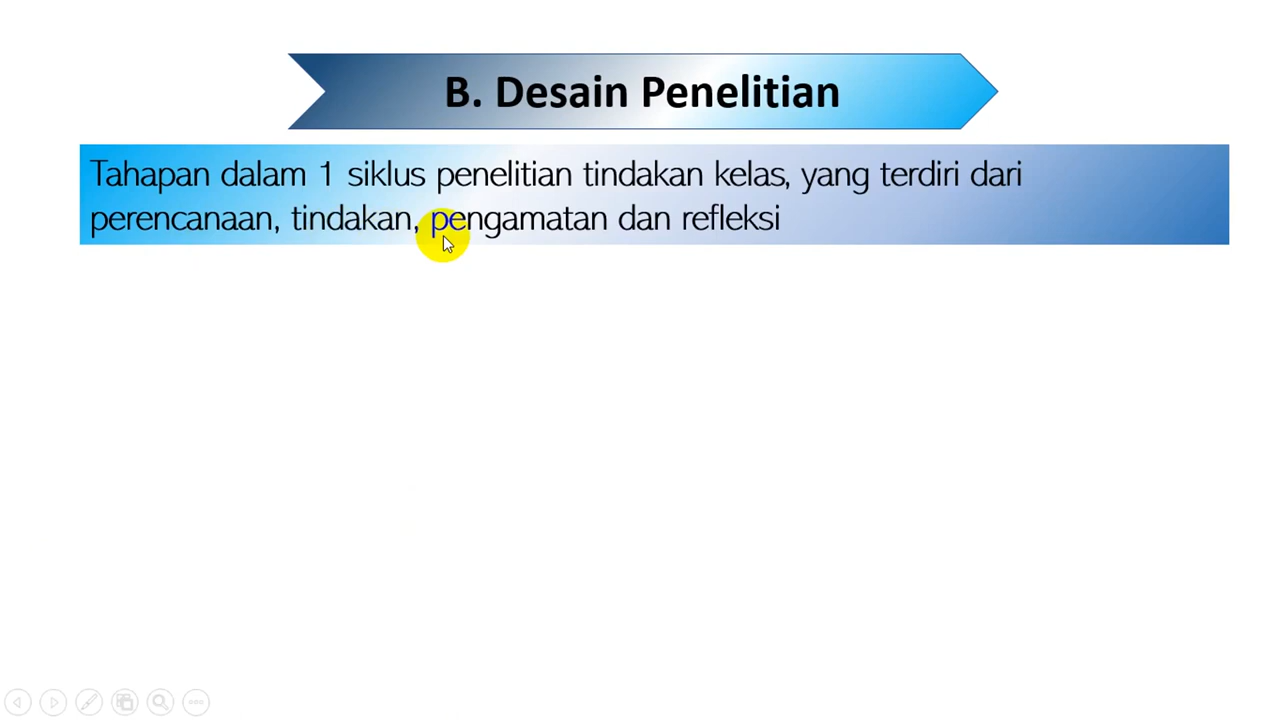 B. Desain Penelitian
Tahapan dalam 1 siklus penelitian tindakan kelas, yang terdiri dari
perencanaan, tindakan, pengamatan dan refleksi